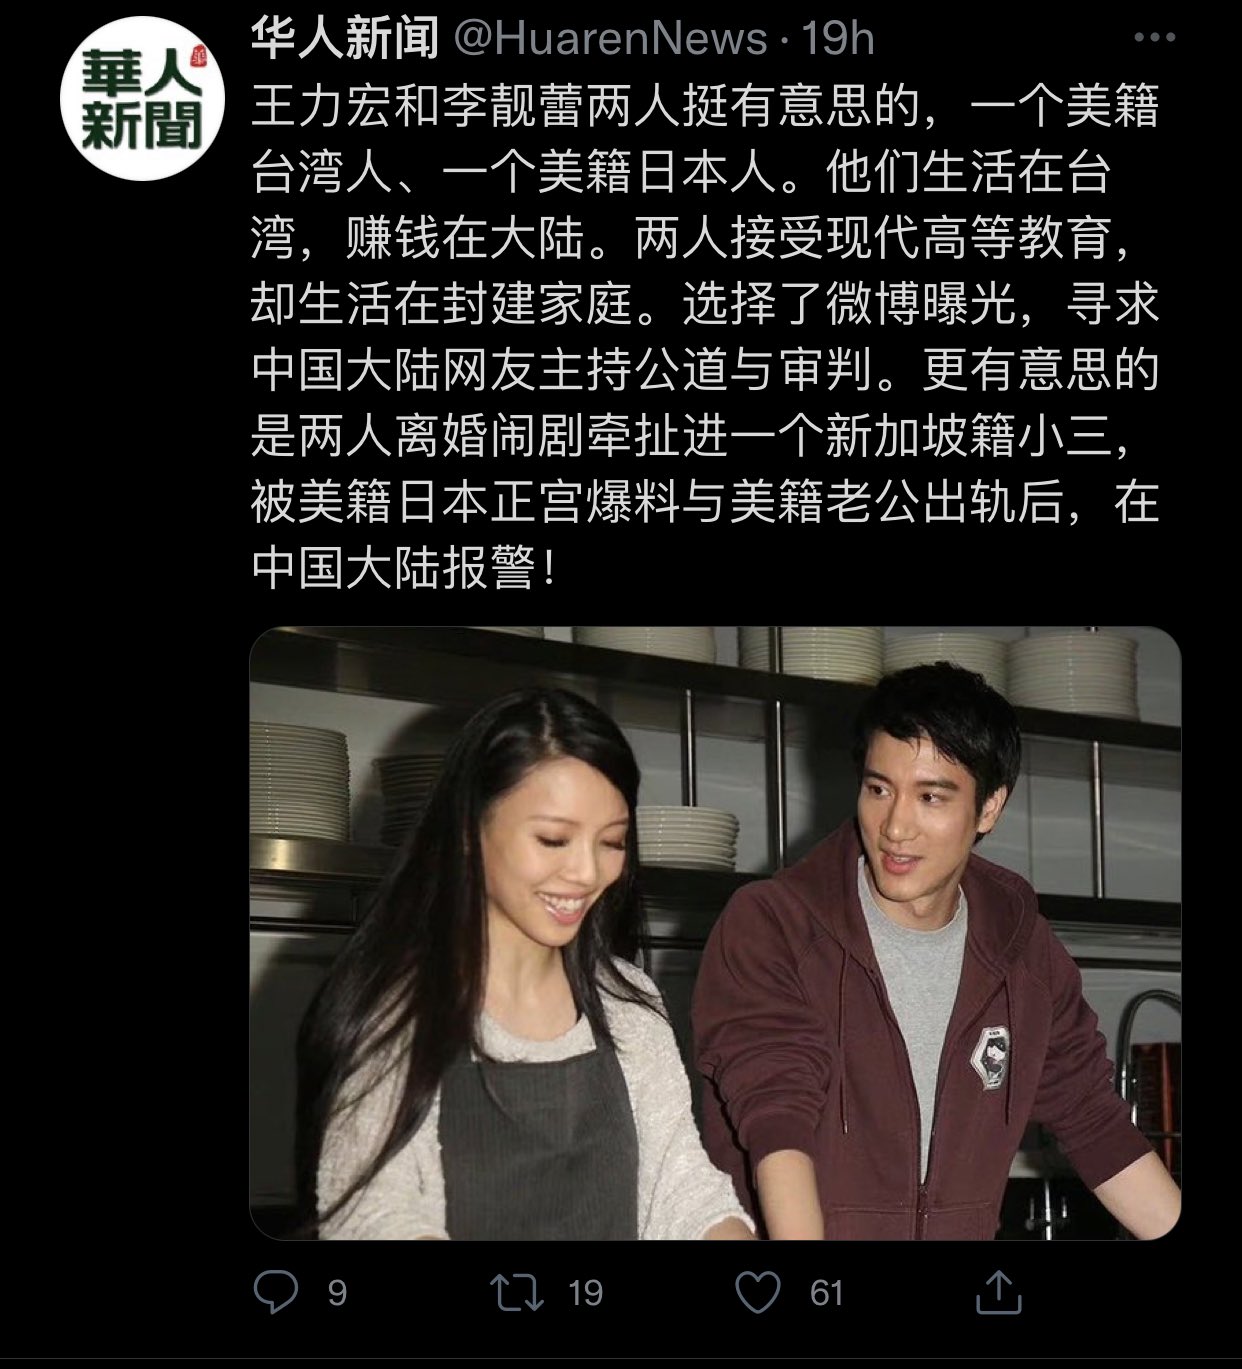 華人
新聞
华人新闻 @HuarenNews · 19h
王力宏和李靓蕾两人挺有意思的，一个美籍
台湾人、一个美籍日本人。他们生活在台
湾，赚钱在大陆。两人接受现代高等教育，
却生活在封建家庭。选择了微博曝光，寻求
中国大陆网友主持公道与审判。更有意思的
是两人离婚闹剧牵扯进一个新加坡籍小三，
被美籍日本正宫爆料与美籍老公出轨后，在
中国大陆报警！
9 19 61